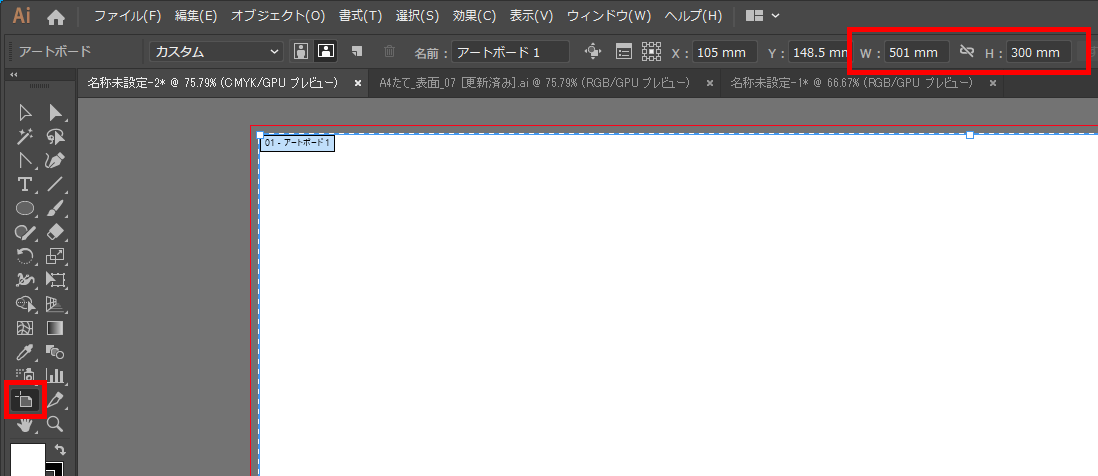 Ai ファイル(F) 編集(E) オブジェクト(O) 書式(T) 選択(S) 効果(C) 表示(V) ウィンドウ(W) ヘルプ(H)
アートボード カスタム 名前： アートボード 1 X： 105 mm Y： 148.5 mm W： 501 mm H： 300 mm
名称未設定-2* @ 75.79% (CMYK/GPU プレビュー) × A4たて_表面_07 [更新済み].ai @ 75.79% (RGB/GPU プレビュー) × 名称未設定-1* @ 66.67% (RGB/GPU プレビュー) ×
01 - アートボード 1